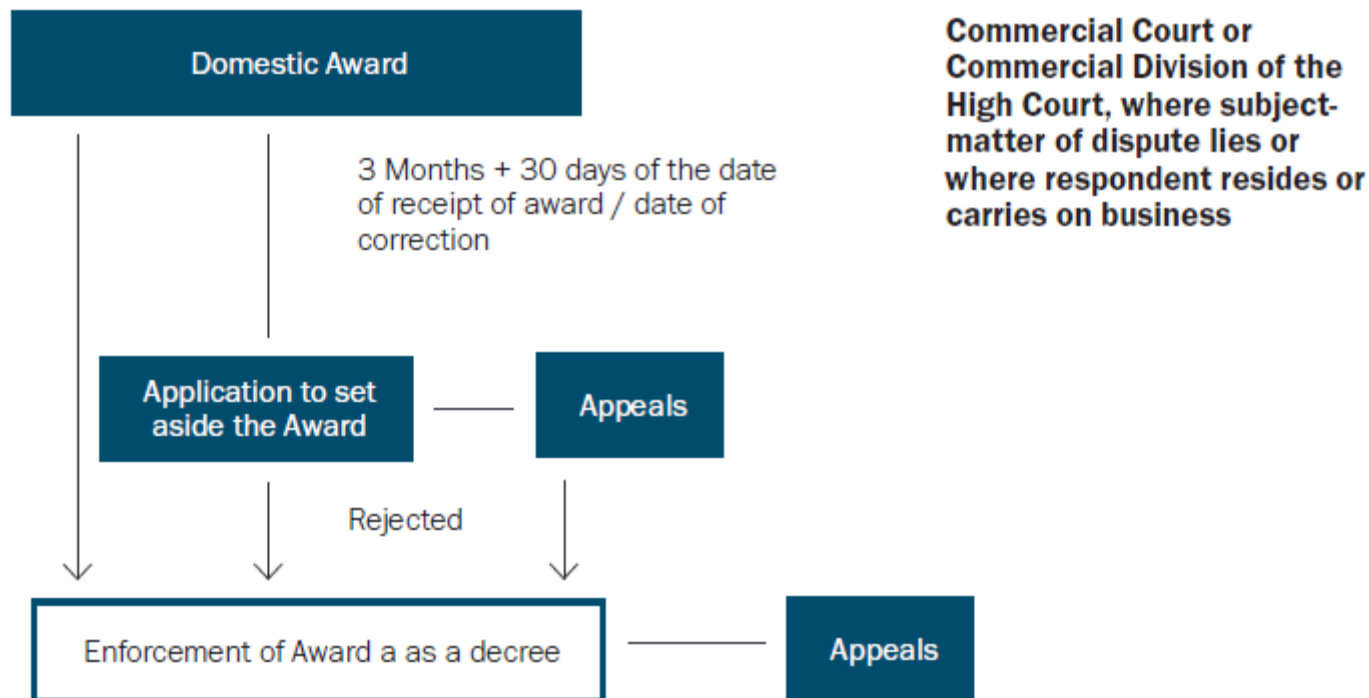 Domestic Award
Commercial Court or
Commercial Division of the
High Court, where subject-
matter of dispute lies or
where respondent resides or
carries on business
3 Months + 30 days of the date
of receipt of award / date of
correction
Application to set
aside the Award
Appeals
Rejected
Enforcement of Award a as a decree
Appeals